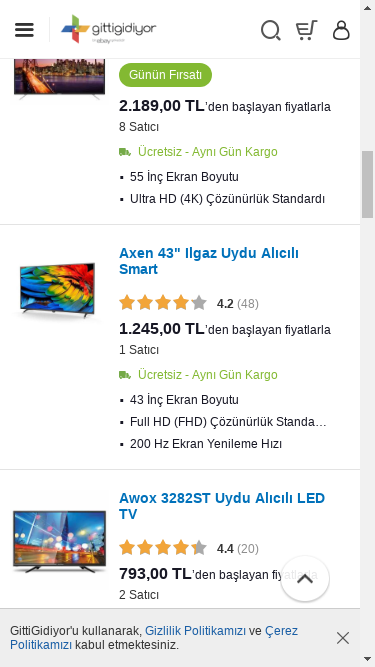 gittigidiyor
Günün Fırsatı
2.189,00 TL'den başlayan fiyatlarla
8 Satıcı
Ücretsiz - Aynı Gün Kargo
▪ 55 İnç Ekran Boyutu
▪ Ultra HD (4K) Çözünürlük Standardı
Axen 43" Ilgaz Uydu Alıcılı
Smart
4.2 (48)
1.245,00 TL'den başlayan fiyatlarla
1 Satıcı
Ücretsiz - Aynı Gün Kargo
▪ 43 İnç Ekran Boyutu
▪ Full HD (FHD) Çözünürlük Standa…
▪ 200 Hz Ekran Yenileme Hızı
Awox 3282ST Uydu Alıcılı LED
TV
4.4 (20)
793,00 TL'den başlayan fiyatlarla
2 Satıcı
GittiGidiyor'u kullanarak, Gizlilik Politikamızı ve Çerez
Politikamızı kabul etmektesiniz.